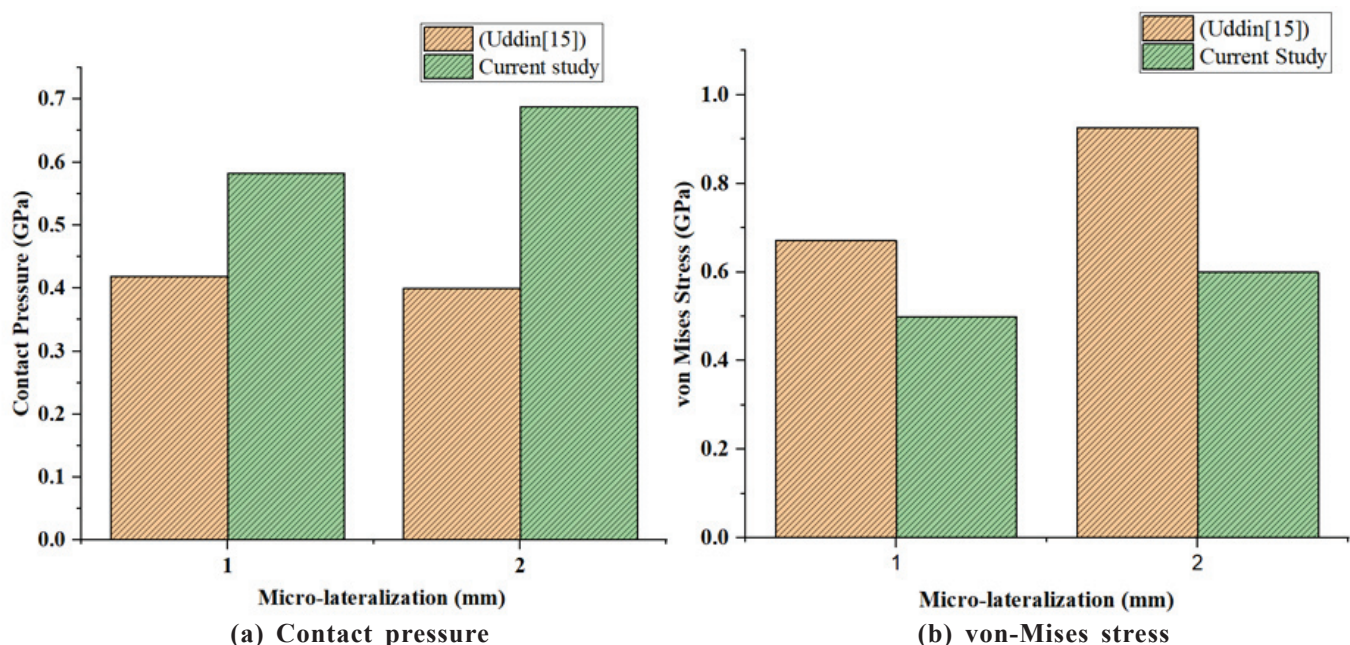 (Uddin[15])
Current study
0.7
0.6
0.5
0.4
0.3
0.2
0.1
0.0
Contact Pressure (GPa)
1
2
Micro-lateralization (mm)
(a) Contact pressure
(Uddin[15])
Current Study
1.0
0.8
0.6
0.4
0.2
0.0
von Mises Stress (GPa)
1
2
Micro-lateralization (mm)
(b) von-Mises stress